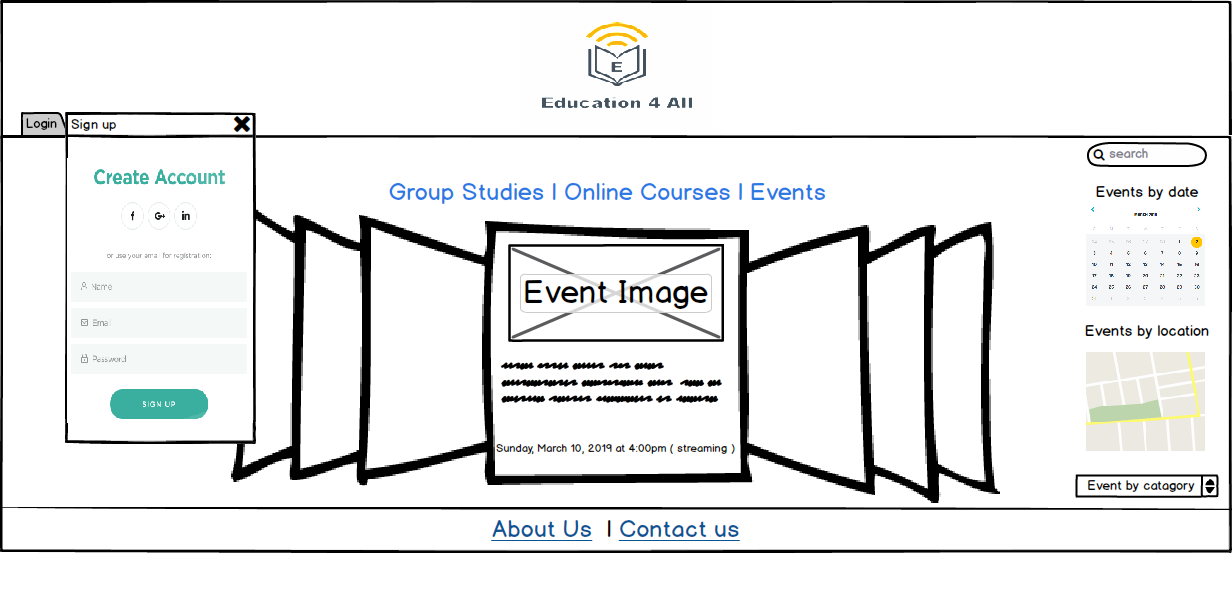 E
Education 4 All
Login
Sign up
Create Account
f G+ in
or use your email for registration:
Name
Email
Password
SIGN UP
Group Studies | Online Courses | Events
Event Image
Sunday, March 10, 2019 at 4:00pm ( streaming )
search
Events by date
Events by location
Event by catagory
About Us | Contact us